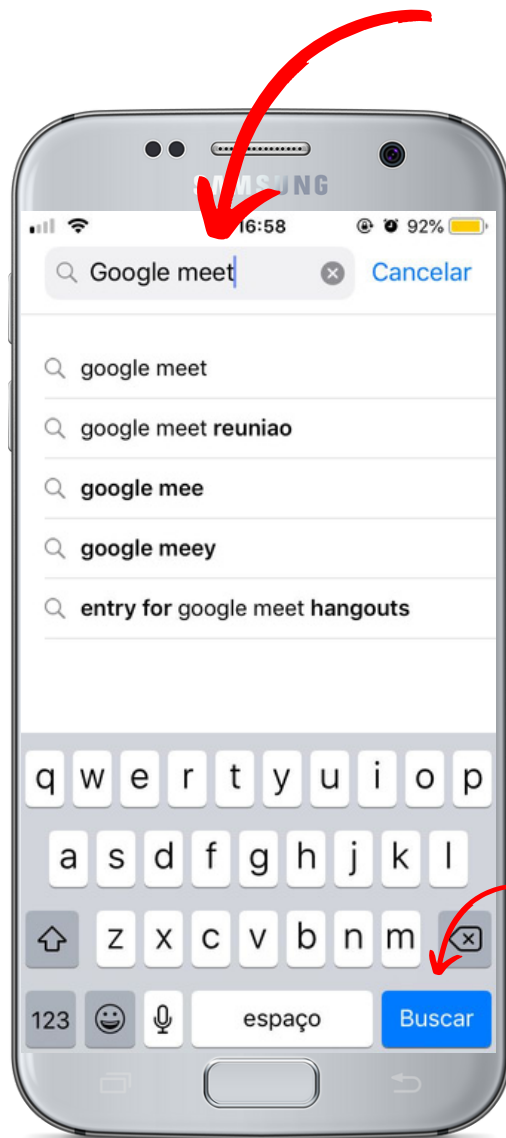 SAMSUNG
16:58 92%
Google meet Cancelar
google meet
google meet reuniao
google mee
google meey
entry for google meet hangouts
q w e r t y u i o p
a s d f g h j k l
z x c v b n m
123 espaço Buscar